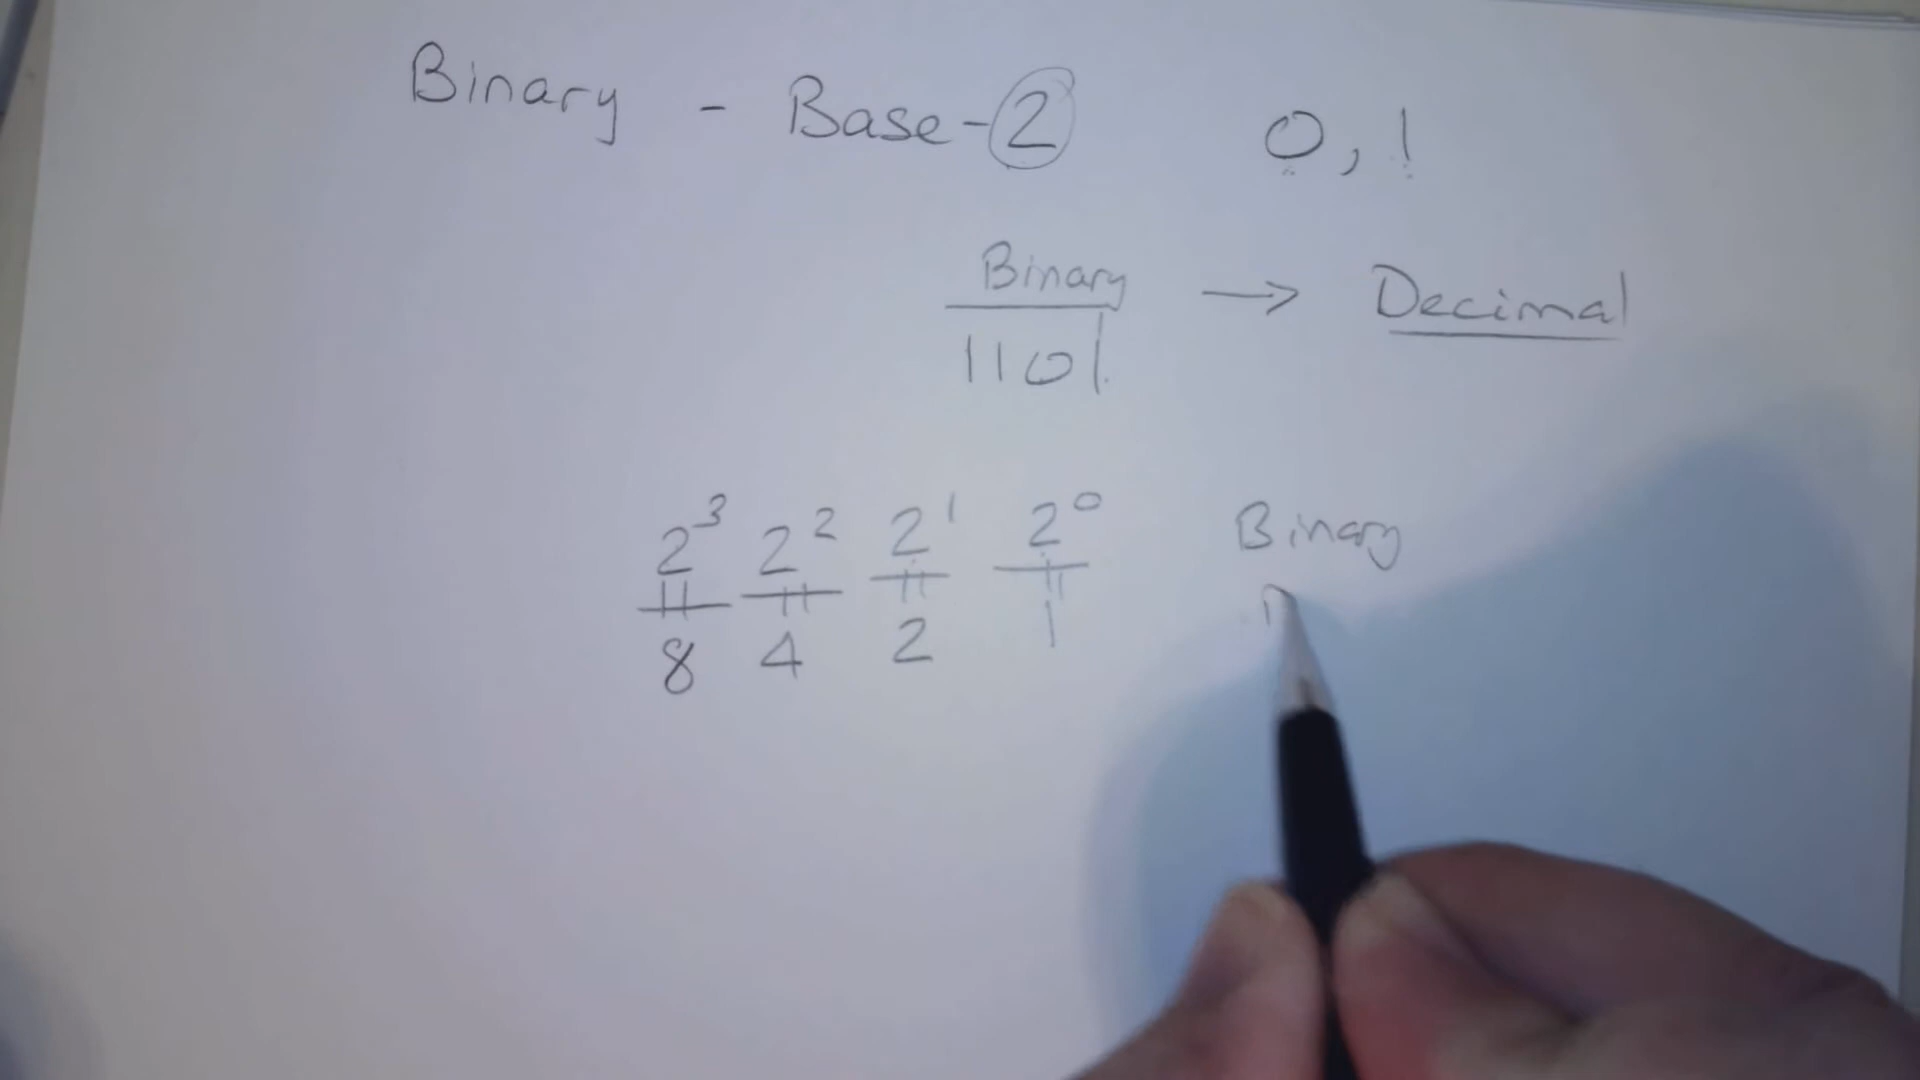 Binary - Base-2 0, 1
Binary → Decimal
1101
2³ 2² 2¹ 2⁰ Binary
8 4 2 1